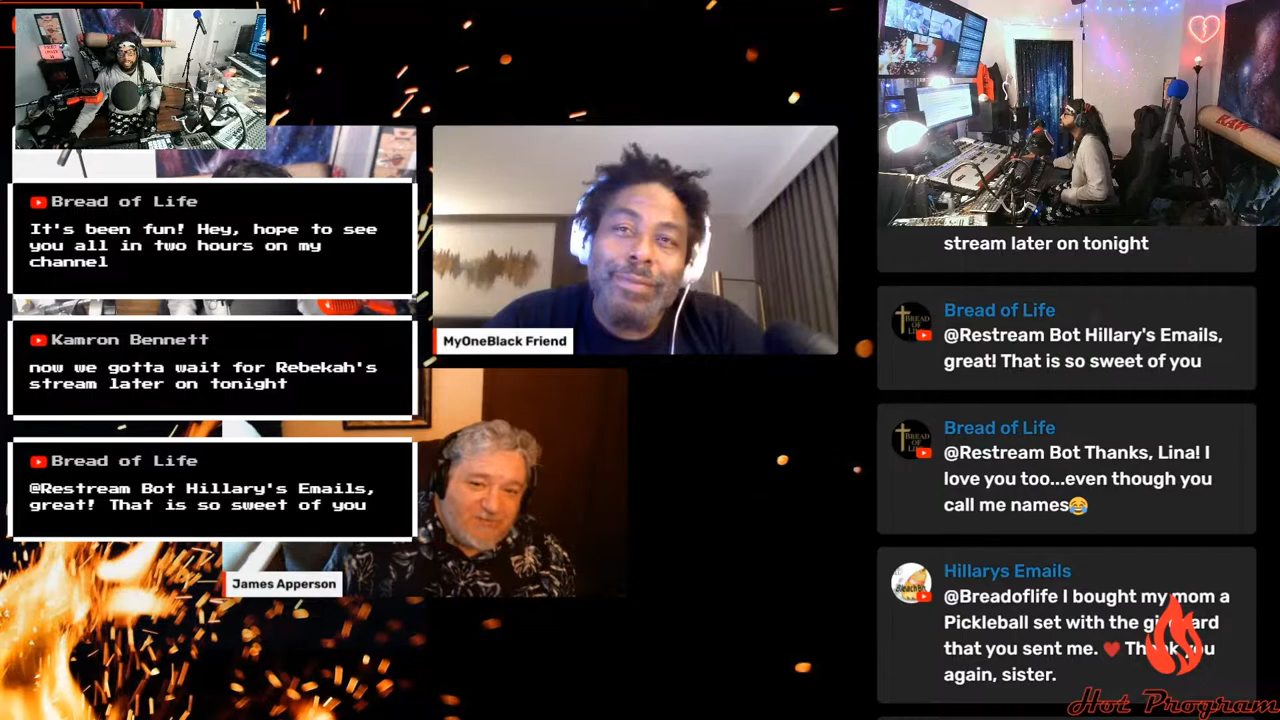 Bread of Life
It's been fun! Hey, hope to see
you all in two hours on my
channel
Kamron Bennett
now we gotta wait for Rebekah's
stream later on tonight
Bread of Life
@Restream Bot Hillary's Emails,
great! That is so sweet of you
MyOneBlack Friend
James Apperson
RAW
stream later on tonight
Bread of Life
@Restream Bot Hillary's Emails,
great! That is so sweet of you
Bread of Life
@Restream Bot Thanks, Lina! I
love you too...even though you
call me names😂
Hillarys Emails
@Breadoflife I bought my mom a
Pickleball set with the
that you sent me. ♥
again, sister.
Hot Program